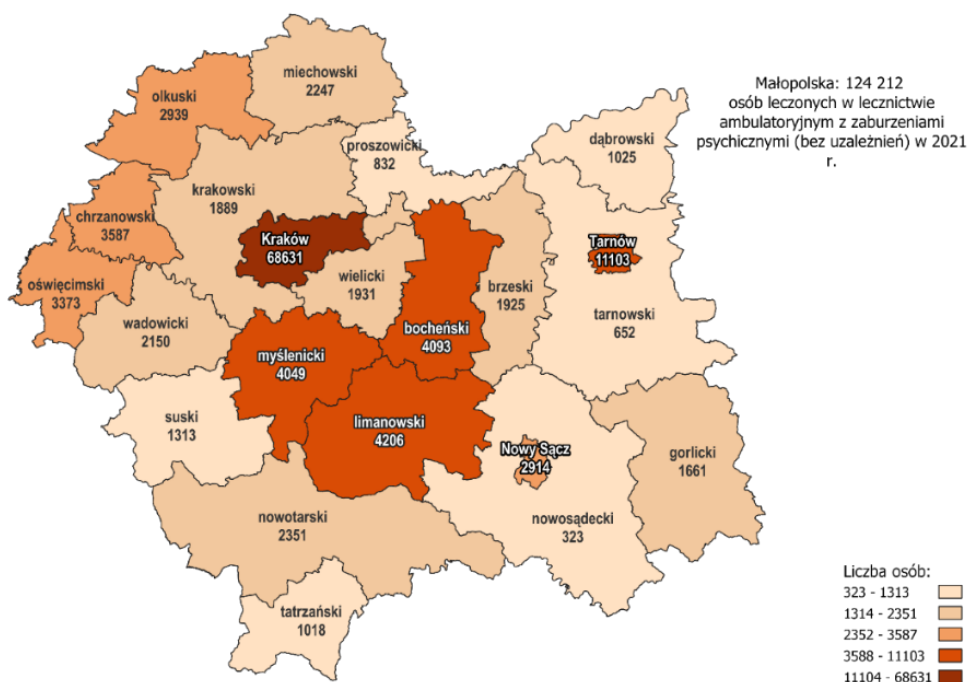 miechowski
2247
olkuski
2939
Małopolska: 124 212
osób leczonych w lecznictwie
ambulatoryjnym z zaburzeniami
psychicznymi (bez uzależnień) w 2021
r.
proszowicki
832
dąbrowski
1025
krakowski
1889
chrzanowski
3587
Kraków
68631
Tarnów
11103
oświęcimski
3373
wielicki
1931
brzeski
1925
wadowicki
2150
bocheński
4093
tarnowski
652
myślenicki
4049
suski
1313
limanowski
4206
Nowy Sącz
2914
gorlicki
1661
nowotarski
2351
nowosądecki
323
tatrzański
1018
Liczba osób:
323 - 1313
1314 - 2351
2352 - 3587
3588 - 11103
11104 - 68631